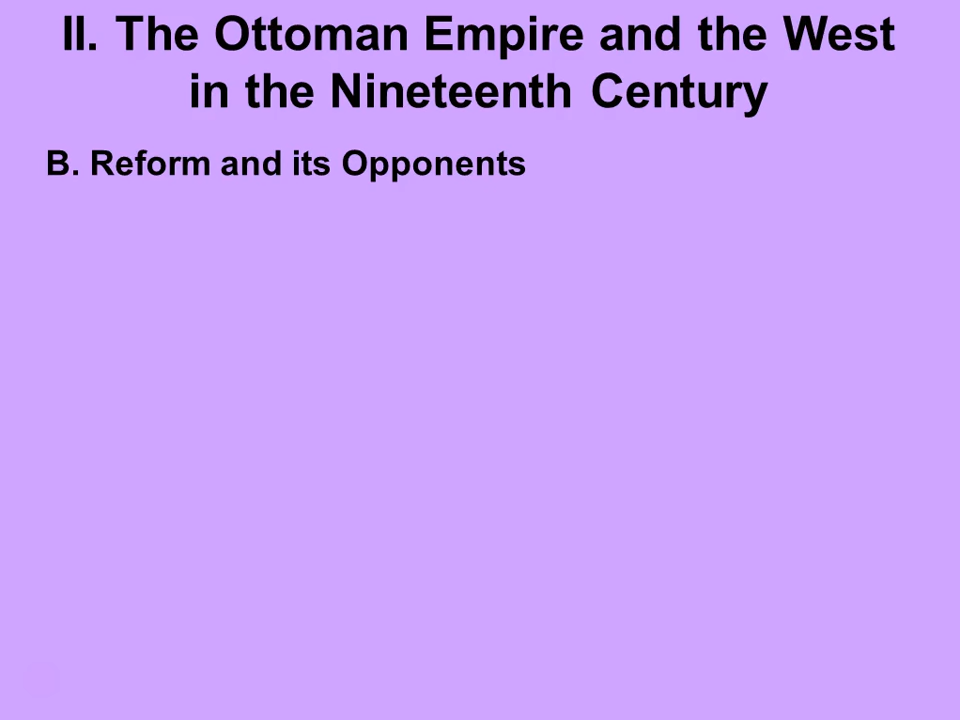 II. The Ottoman Empire and the West
in the Nineteenth Century
B. Reform and its Opponents